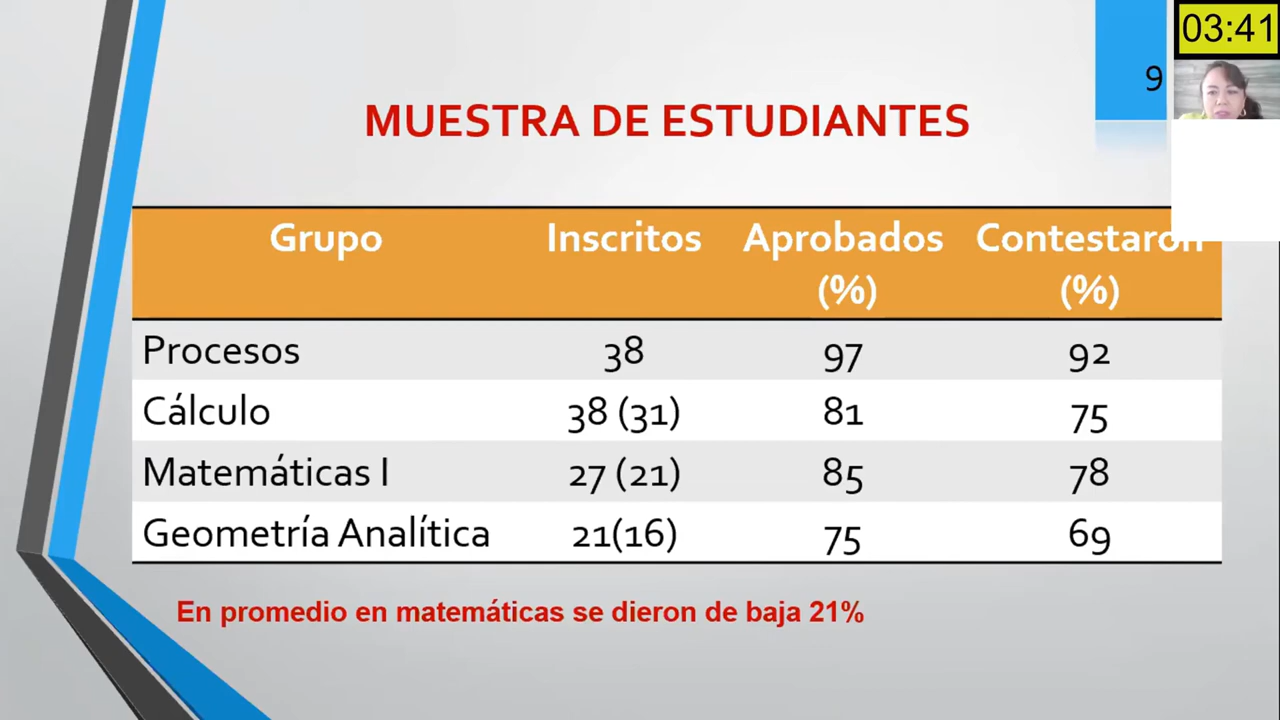 03:41
9
MUESTRA DE ESTUDIANTES
Grupo Inscritos Aprobados (%) Contestaron (%)
Procesos 38 97 92
Cálculo 38 (31) 81 75
Matemáticas I 27 (21) 85 78
Geometría Analítica 21(16) 75 69
En promedio en matemáticas se dieron de baja 21%